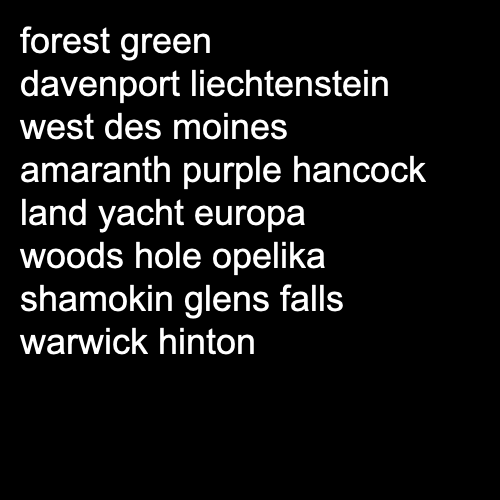 forest green
davenport liechtenstein
west des moines
amaranth purple hancock
land yacht europa
woods hole opelika
shamokin glens falls
warwick hinton